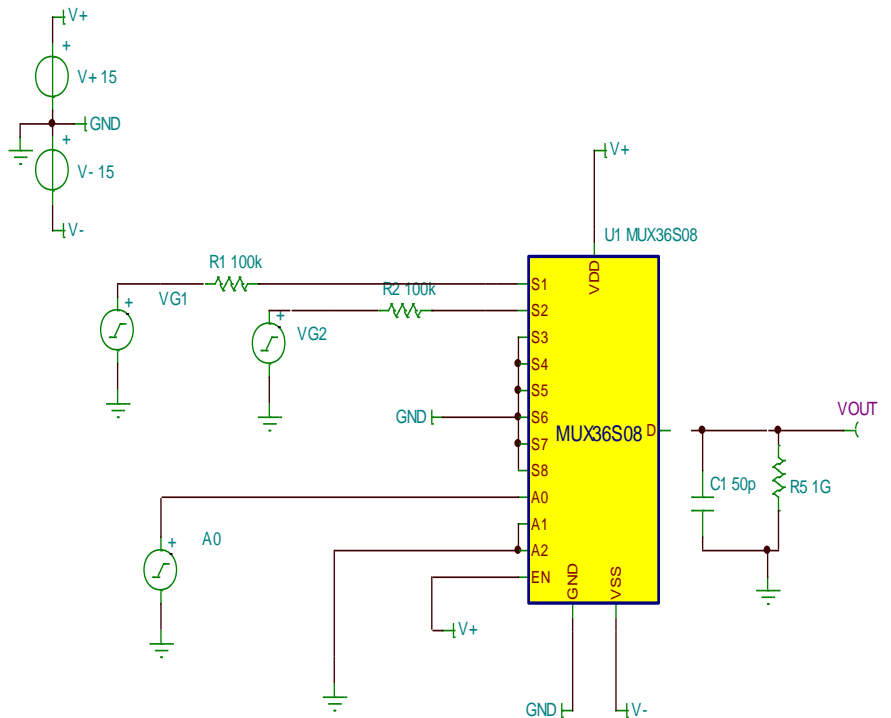 V+
+
V+ 15
GND
+
V- 15
V-
V+
U1 MUX36S08
R1 100k
R2 100k
VG1
+
VG2
+
S1
S2
S3
S4
S5
S6
S7
S8
A0
A1
A2
EN
VDD
MUX36S08
D
GND
VSS
GND
VOUT
C1 50p
R5 1G
A0
+
V+
GND
V-